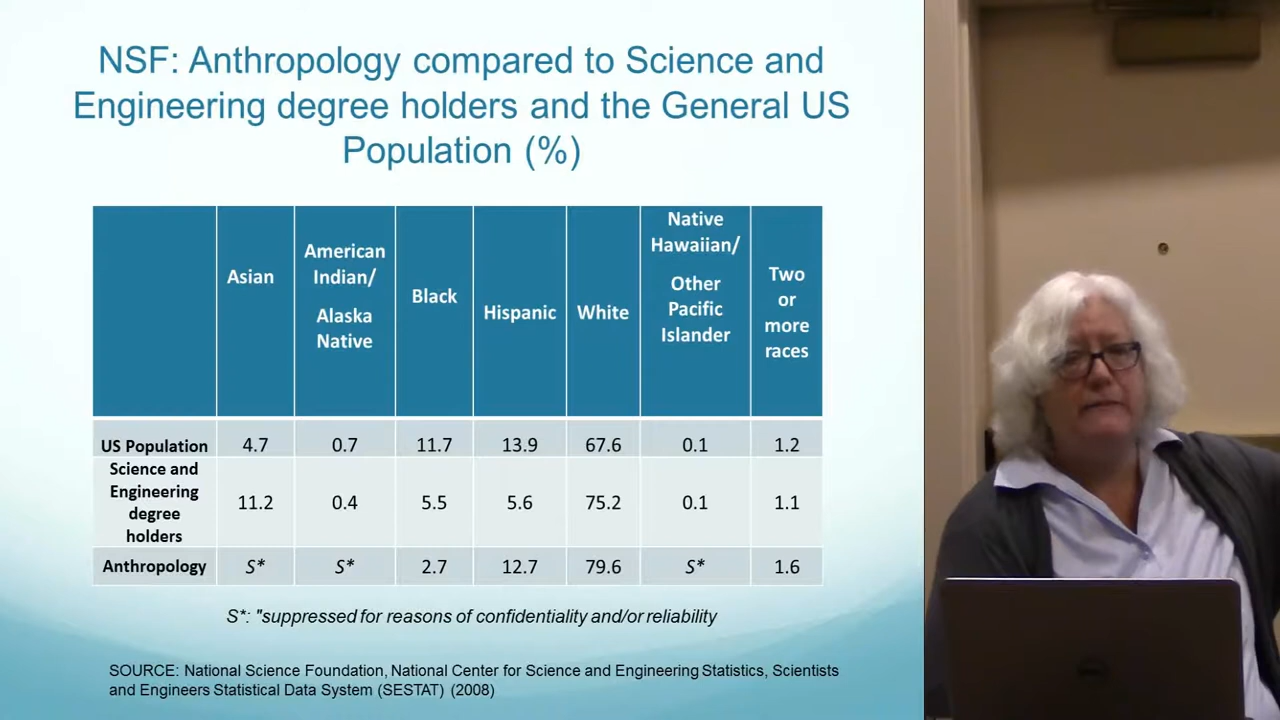 NSF: Anthropology compared to Science and
Engineering degree holders and the General US
Population (%)
Asian
American
Indian/
Alaska
Native
Black
Hispanic
White
Native
Hawaiian/
Other
Pacific
Islander
Two
or
more
races
US Population 4.7 0.7 11.7 13.9 67.6 0.1 1.2
Science and
Engineering
degree
holders
11.2 0.4 5.5 5.6 75.2 0.1 1.1
Anthropology S* S* 2.7 12.7 79.6 S* 1.6
S*: "suppressed for reasons of confidentiality and/or reliability
SOURCE: National Science Foundation, National Center for Science and Engineering Statistics, Scientists
and Engineers Statistical Data System (SESTAT) (2008)